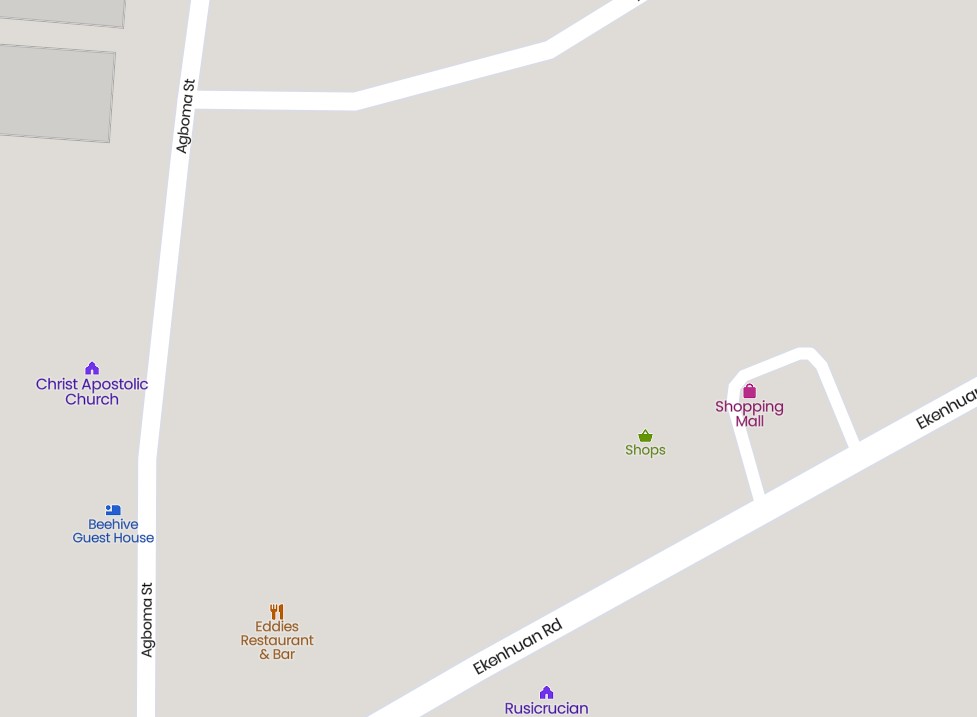 Agboma St
Christ Apostolic
Church
Ekenhuan
Shopping
Mall
Shops
Beehive
Guest House
Agboma St
Eddies
Restaurant
& Bar
Ekenhuan Rd
Rusicrucian